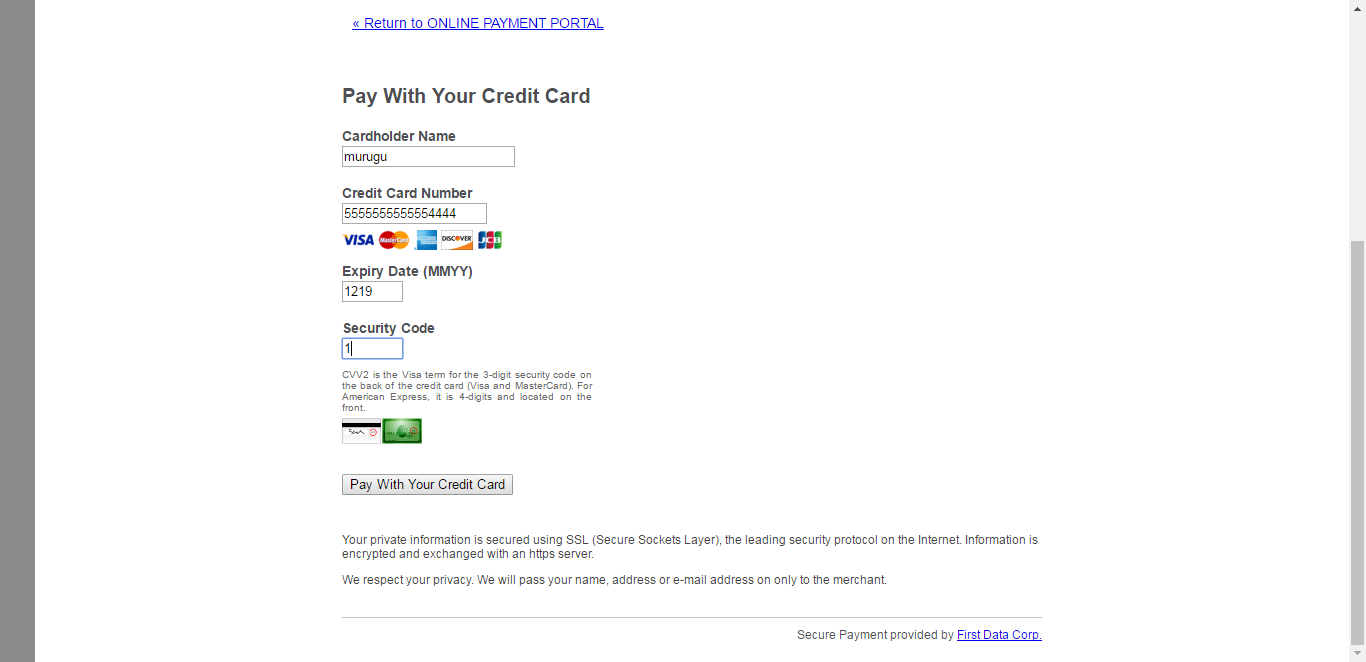 « Return to ONLINE PAYMENT PORTAL
Pay With Your Credit Card
Cardholder Name
murugu
Credit Card Number
5555555555554444
VISA MasterCard DISCOVER JCB
Expiry Date (MMYY)
1219
Security Code
1
CVV2 is the Visa term for the 3-digit security code on
the back of the credit card (Visa and MasterCard). For
American Express, it is 4-digits and located on the
front.
Pay With Your Credit Card
Your private information is secured using SSL (Secure Sockets Layer), the leading security protocol on the Internet. Information is
encrypted and exchanged with an https server.
We respect your privacy. We will pass your name, address or e-mail address on only to the merchant.
Secure Payment provided by First Data Corp.